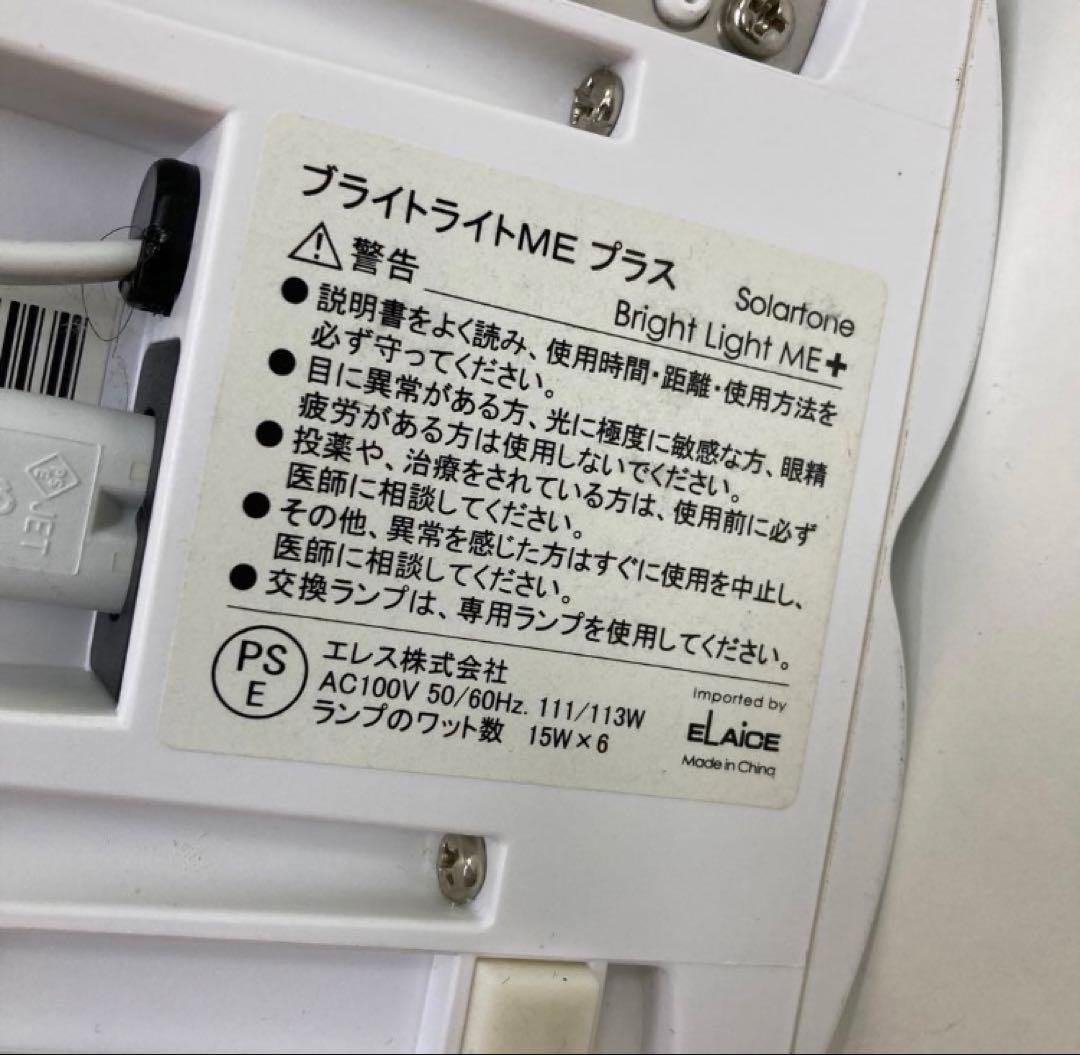 ブライトライトME プラス
Solartone
警告
Bright Light ME+
●説明書をよく読み、使用時間・距離・使用方法を
必ず守ってください。
●目に異常がある方、光に極度に敏感な方、眼精
疲労がある方は使用しないでください。
●投薬や、治療をされている方は、使用前に必ず
医師に相談してください。
●その他、異常を感じた方はすぐに使用を中止し、
医師に相談してください。
●交換ランプは、専用ランプを使用してください。
PS
E
エレス株式会社
AC100V 50/60Hz. 111/113W
ランプのワット数 15W×6
Imported by
ELAiCE
Made in China
JET